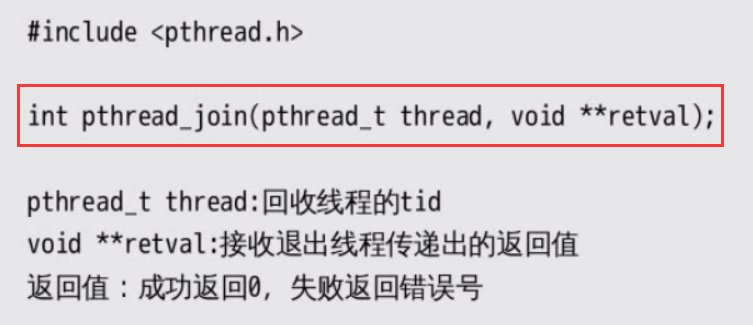 #include <pthread.h>
int pthread_join(pthread_t thread, void **retval);
pthread_t thread:回收线程的tid
void **retval:接收退出线程传递出的返回值
返回值：成功返回0, 失败返回错误号